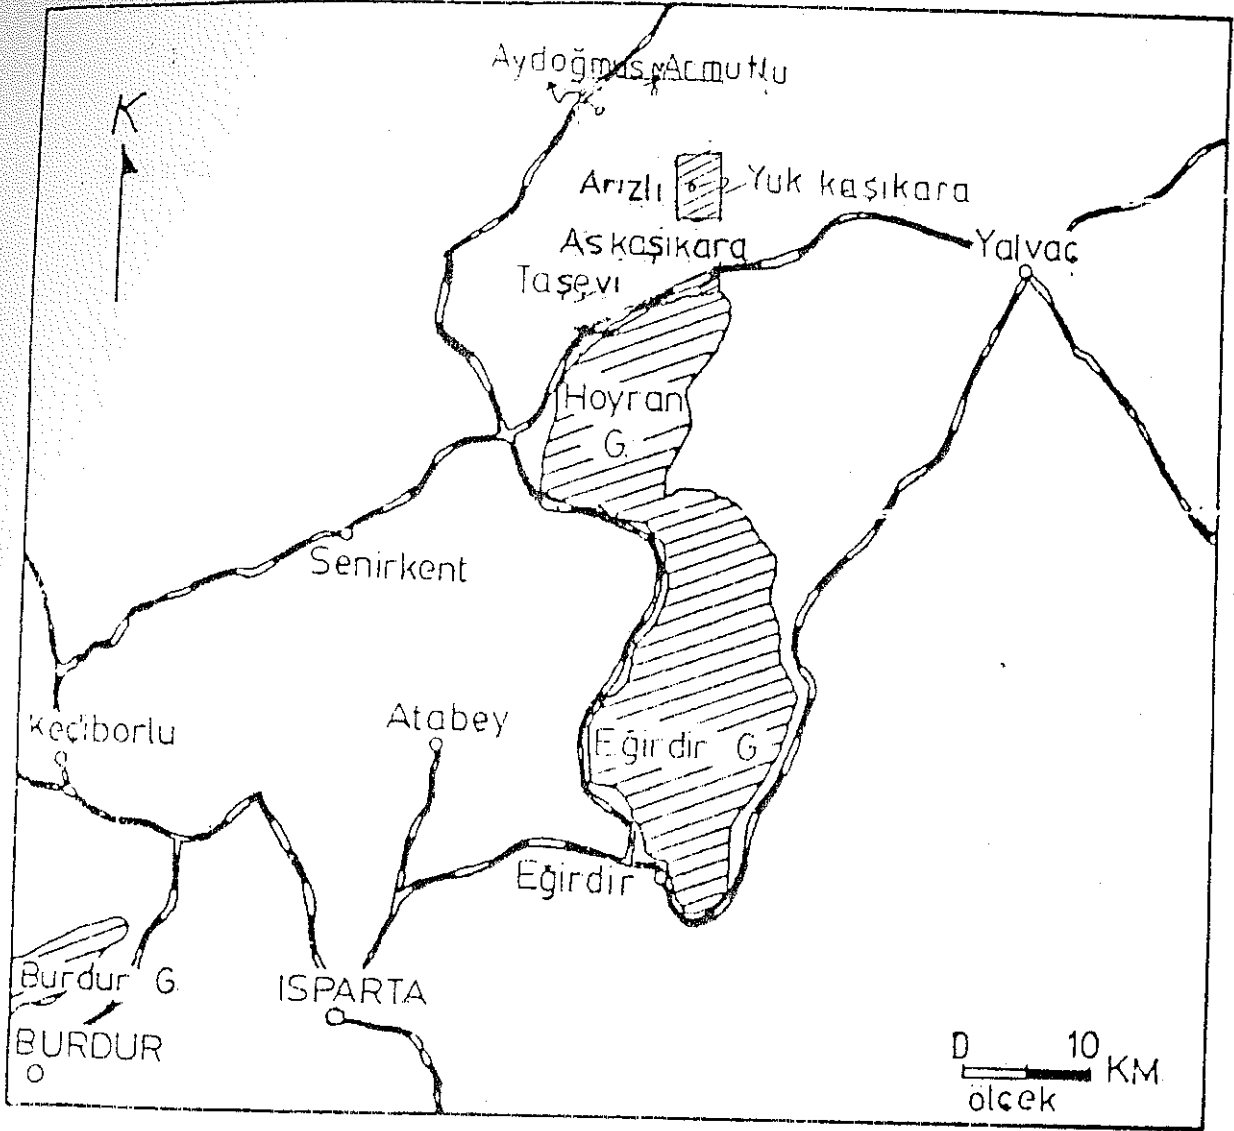 Aydoğmuş Armutlu
K
Arızlı Yuk kaşıkara
Aşkaşıkara
Yalvaç
Taşevi
Hoyran
G.
Senirkent
Keçiborlu
Atabey
Eğirdir G
Eğirdir
Burdur G.
ISPARTA
BURDUR
0 10 KM
ölçek